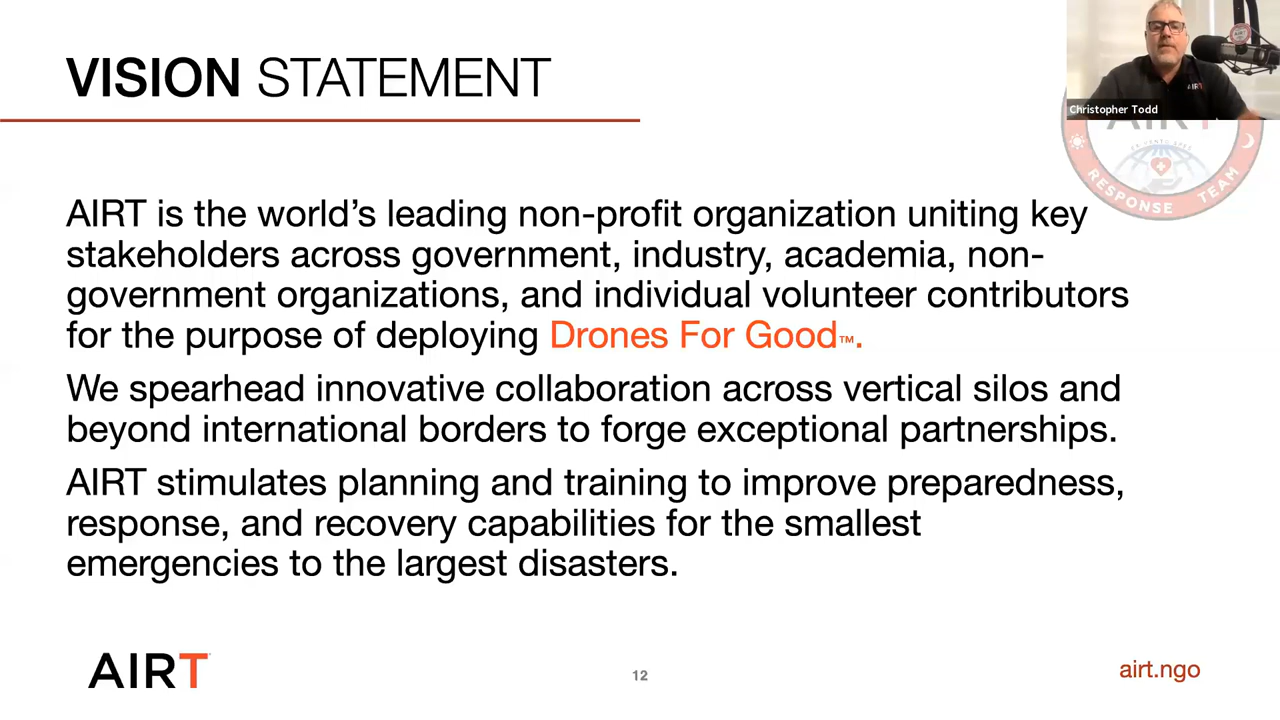 VISION STATEMENT
Christopher Todd
AIRT
RESPONSE TEAM
AIRT is the world's leading non-profit organization uniting key
stakeholders across government, industry, academia, non-
government organizations, and individual volunteer contributors
for the purpose of deploying Drones For Good™.
We spearhead innovative collaboration across vertical silos and
beyond international borders to forge exceptional partnerships.
AIRT stimulates planning and training to improve preparedness,
response, and recovery capabilities for the smallest
emergencies to the largest disasters.
AIRT
12
airt.ngo